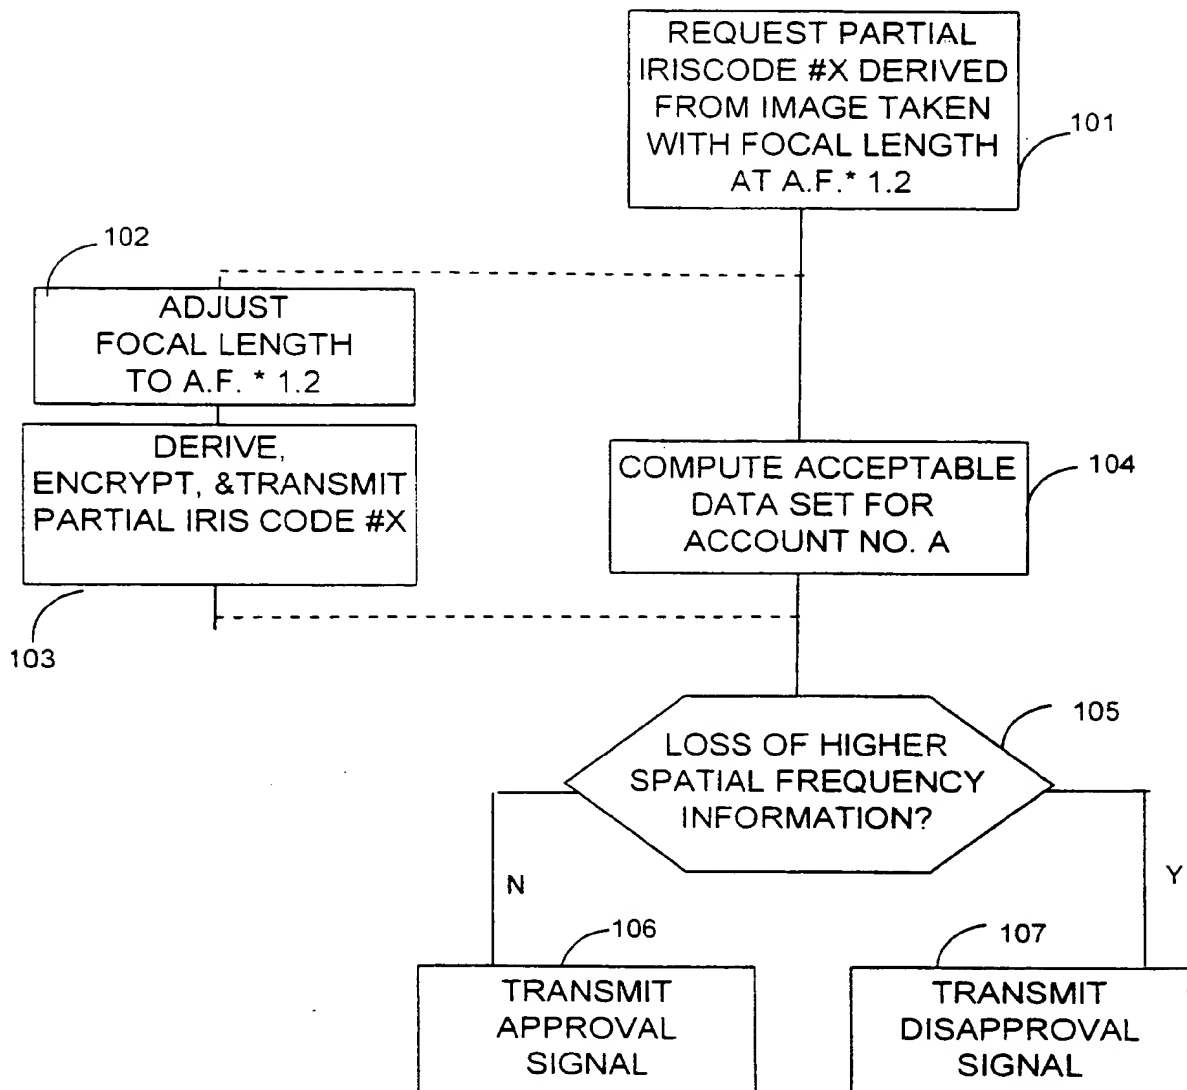 REQUEST PARTIAL
IRISCODE #X DERIVED
FROM IMAGE TAKEN
WITH FOCAL LENGTH
AT A.F.* 1.2
101
102
ADJUST
FOCAL LENGTH
TO A.F. * 1.2
DERIVE,
ENCRYPT, &TRANSMIT
PARTIAL IRIS CODE #X
103
COMPUTE ACCEPTABLE
DATA SET FOR
ACCOUNT NO. A
104
LOSS OF HIGHER
SPATIAL FREQUENCY
INFORMATION?
105
N
Y
106
TRANSMIT
APPROVAL
SIGNAL
107
TRANSMIT
DISAPPROVAL
SIGNAL